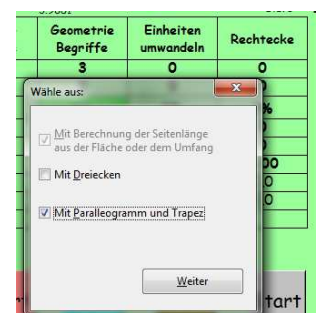 Geometrie Begriffe
Einheiten umwandeln
Rechtecke
3 0 0
Wähle aus:
Mit Berechnung der Seitenlänge
aus der Fläche oder dem Umfang
Mit Dreiecken
Mit Paralleogramm und Trapez
Weiter
tart